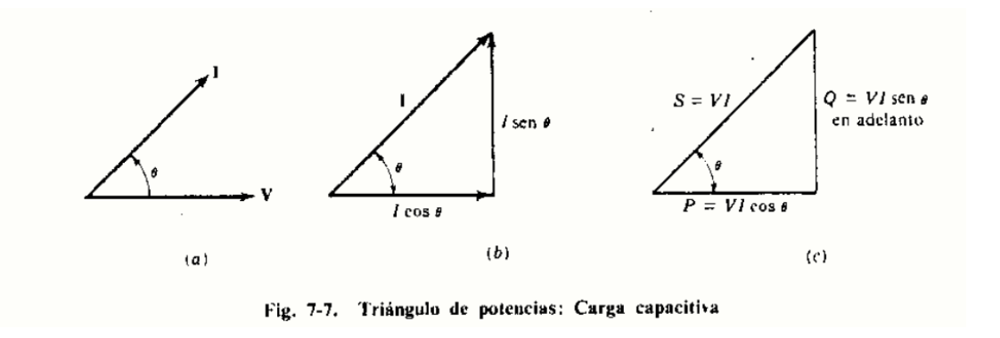 I
θ
V
(a)
I
θ
I sen θ
I cos θ
(b)
S = VI
θ
Q = VI sen θ
en adelanto
P = VI cos θ
(c)
Fig. 7-7. Triángulo de potencias: Carga capacitiva